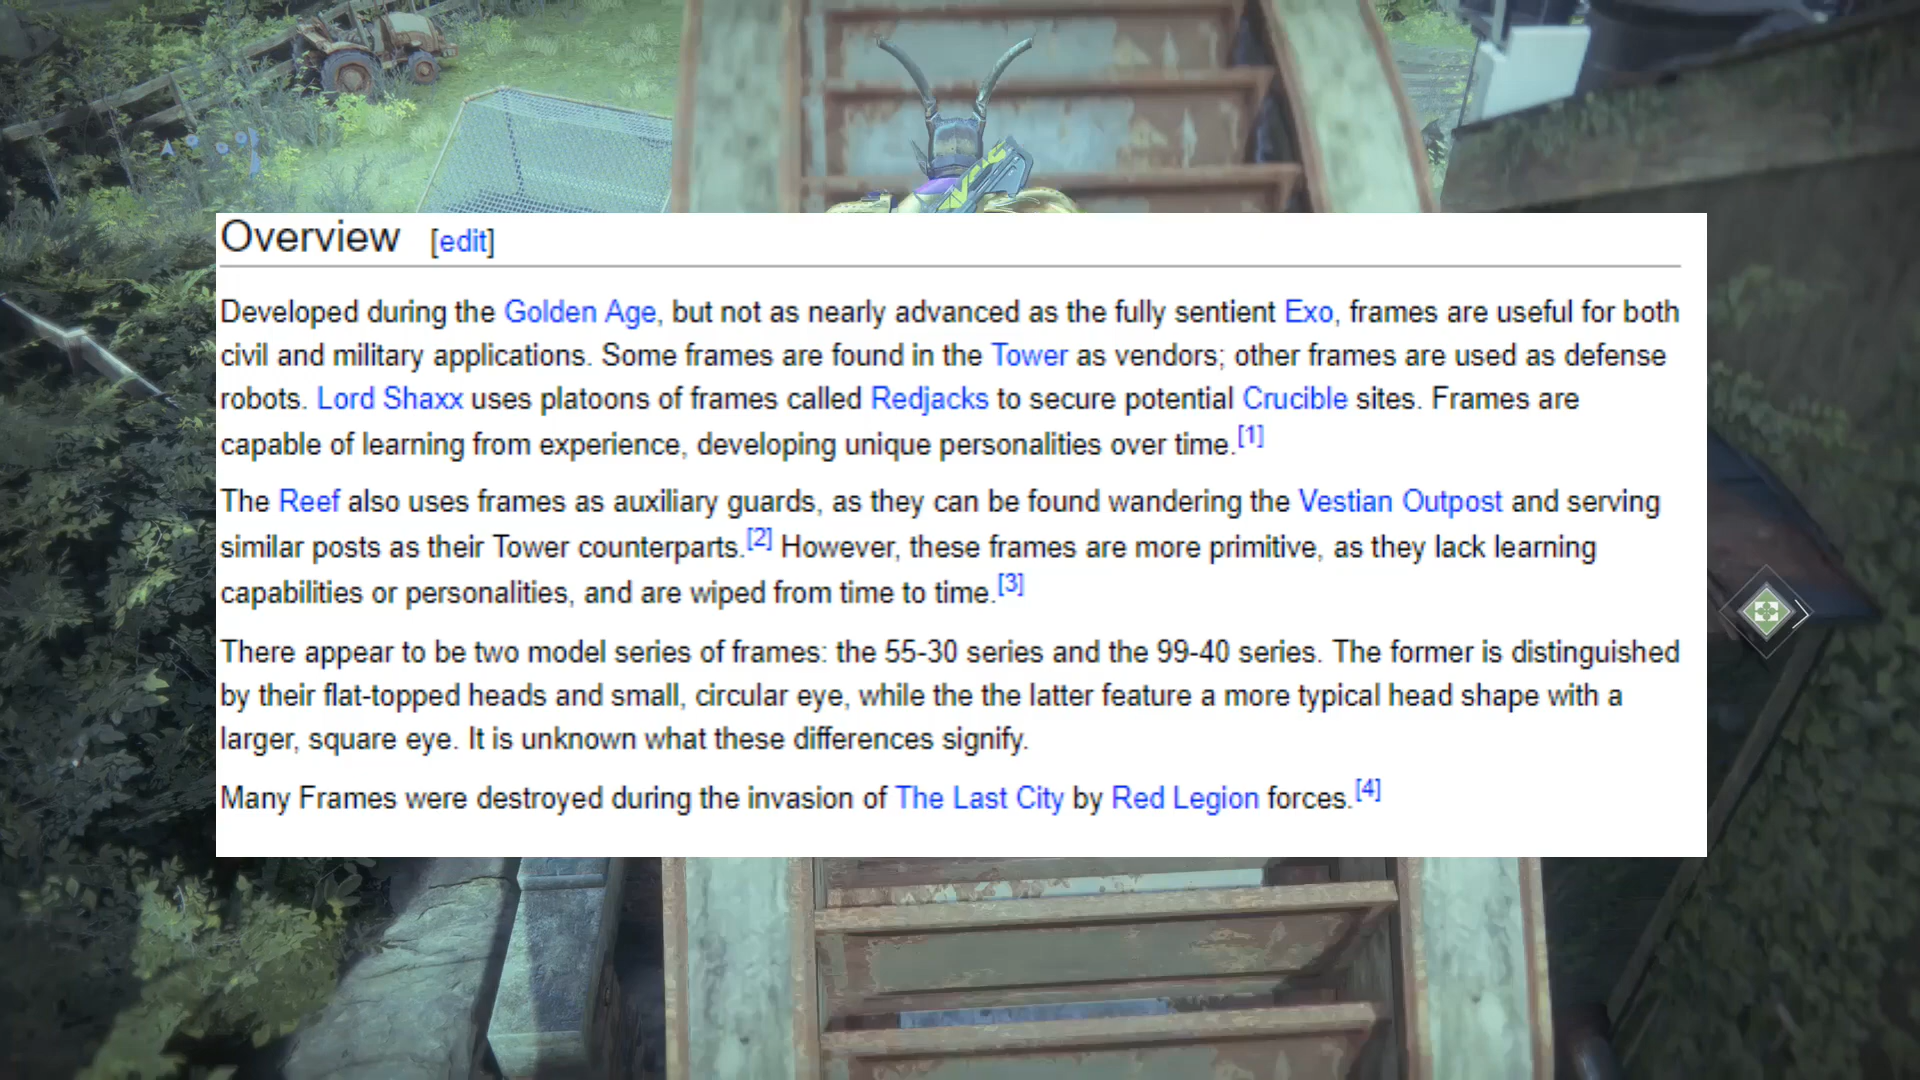 Overview [edit]
Developed during the Golden Age, but not as nearly advanced as the fully sentient Exo, frames are useful for both
civil and military applications. Some frames are found in the Tower as vendors; other frames are used as defense
robots. Lord Shaxx uses platoons of frames called Redjacks to secure potential Crucible sites. Frames are
capable of learning from experience, developing unique personalities over time.[1]
The Reef also uses frames as auxiliary guards, as they can be found wandering the Vestian Outpost and serving
similar posts as their Tower counterparts.[2] However, these frames are more primitive, as they lack learning
capabilities or personalities, and are wiped from time to time.[3]
There appear to be two model series of frames: the 55-30 series and the 99-40 series. The former is distinguished
by their flat-topped heads and small, circular eye, while the the latter feature a more typical head shape with a
larger, square eye. It is unknown what these differences signify.
Many Frames were destroyed during the invasion of The Last City by Red Legion forces.[4]